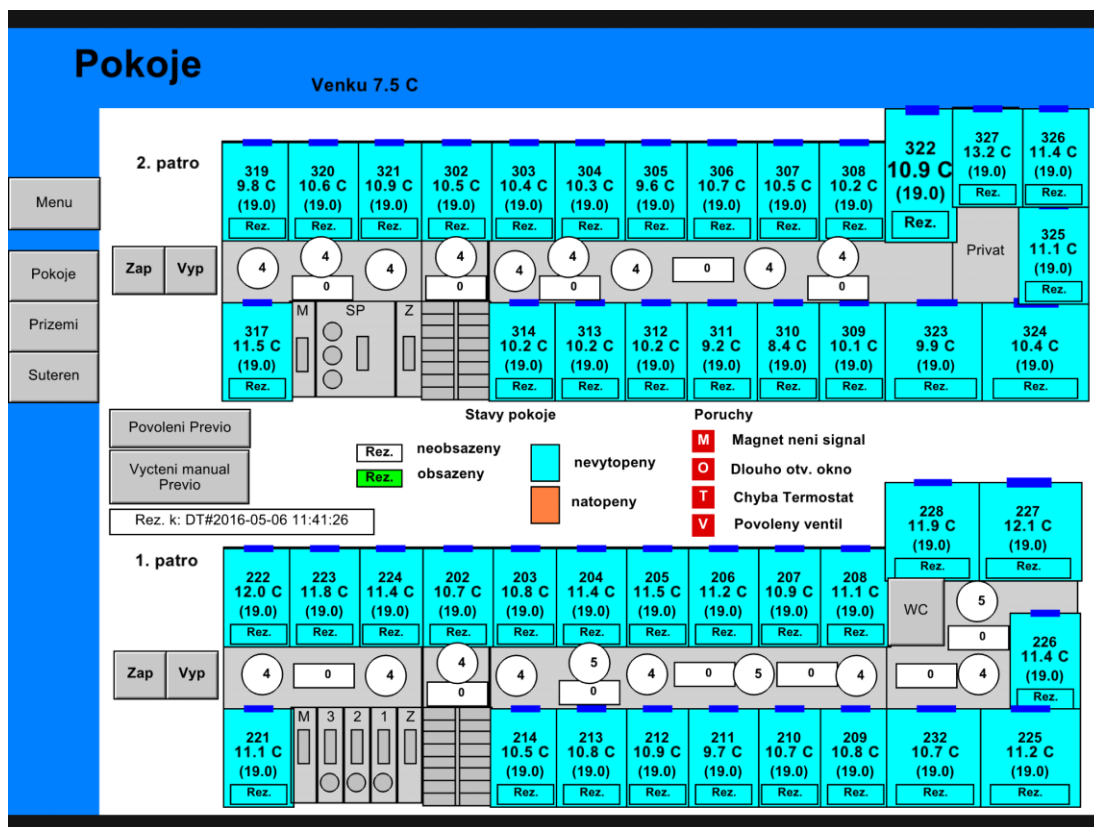 Pokoje
Venku 7.5 C
Menu
Pokoje
Prizemi
Suteren
2. patro
319
9.8 C
(19.0)
Rez.
320
10.6 C
(19.0)
Rez.
321
10.9 C
(19.0)
Rez.
302
10.5 C
(19.0)
Rez.
303
10.4 C
(19.0)
Rez.
304
10.3 C
(19.0)
Rez.
305
9.6 C
(19.0)
Rez.
306
10.7 C
(19.0)
Rez.
307
10.5 C
(19.0)
Rez.
308
10.2 C
(19.0)
Rez.
322
10.9 C
(19.0)
Rez.
327
13.2 C
(19.0)
Rez.
326
11.4 C
(19.0)
Rez.
325
11.1 C
(19.0)
Rez.
Privat
Zap Vyp
4 4 4 4 4 4 4 0 4 4
0 0 0 0
317
11.5 C
(19.0)
Rez.
M SP Z
314
10.2 C
(19.0)
Rez.
313
10.2 C
(19.0)
Rez.
312
10.2 C
(19.0)
Rez.
311
9.2 C
(19.0)
Rez.
310
8.4 C
(19.0)
Rez.
309
10.1 C
(19.0)
Rez.
323
9.9 C
(19.0)
Rez.
324
10.4 C
(19.0)
Rez.
Povoleni Previo
Vycteni manual
Previo
Rez. k: DT#2016-05-06 11:41:26
Stavy pokoje
Rez. neobsazeny
Rez. obsazeny
nevytopeny
natopeny
Poruchy
M Magnet neni signal
O Dlouho otv. okno
T Chyba Termostat
V Povoleny ventil
1. patro
222
12.0 C
(19.0)
Rez.
223
11.8 C
(19.0)
Rez.
224
11.4 C
(19.0)
Rez.
202
10.7 C
(19.0)
Rez.
203
10.8 C
(19.0)
Rez.
204
11.4 C
(19.0)
Rez.
205
11.5 C
(19.0)
Rez.
206
11.2 C
(19.0)
Rez.
207
10.9 C
(19.0)
Rez.
208
11.1 C
(19.0)
Rez.
228
11.9 C
(19.0)
Rez.
227
12.1 C
(19.0)
Rez.
WC
5
0
226
11.4 C
(19.0)
Rez.
Zap Vyp
4 0 4 4 4 5 4 0 5 0 4 0 4
0 0
221
11.1 C
(19.0)
Rez.
M 3 2 1 Z
214
10.5 C
(19.0)
Rez.
213
10.8 C
(19.0)
Rez.
212
10.9 C
(19.0)
Rez.
211
9.7 C
(19.0)
Rez.
210
10.7 C
(19.0)
Rez.
209
10.8 C
(19.0)
Rez.
232
10.7 C
(19.0)
Rez.
225
11.2 C
(19.0)
Rez.